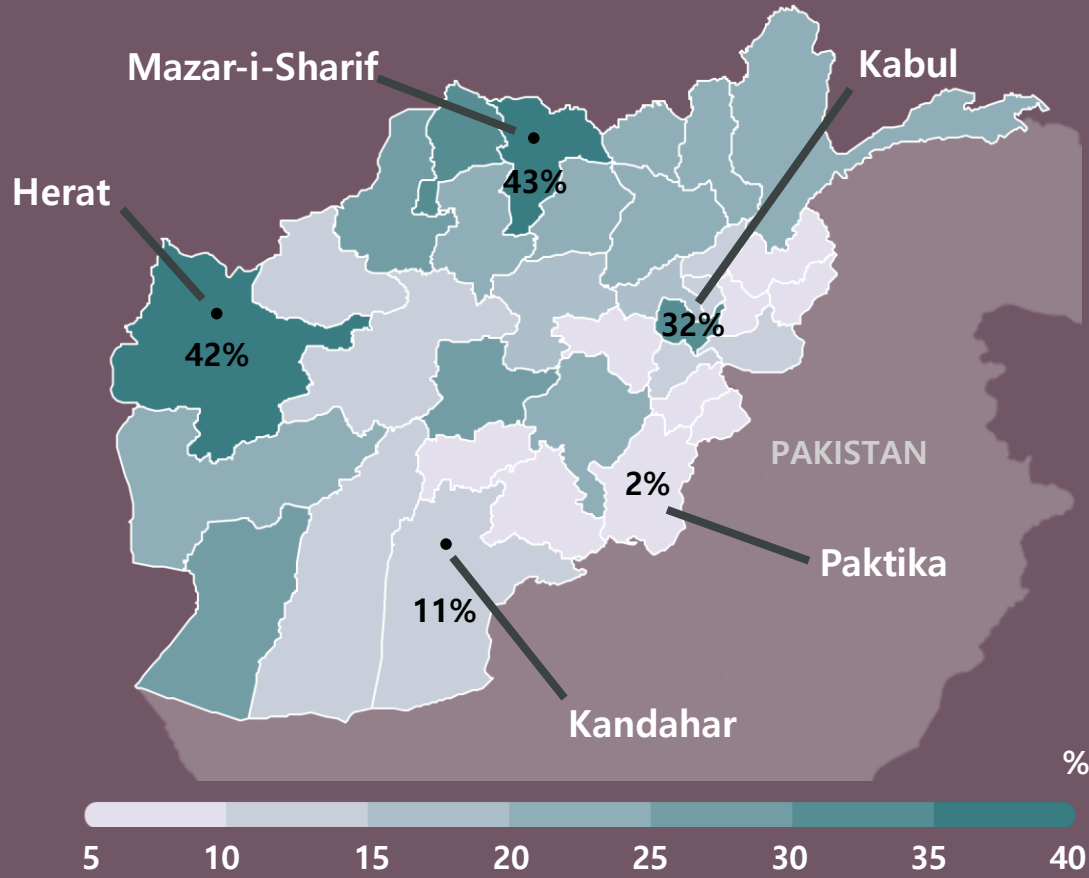 Mazar-i-Sharif
Kabul
Herat
43%
32%
42%
PAKISTAN
2%
Paktika
11%
Kandahar
%
5 10 15 20 25 30 35 40